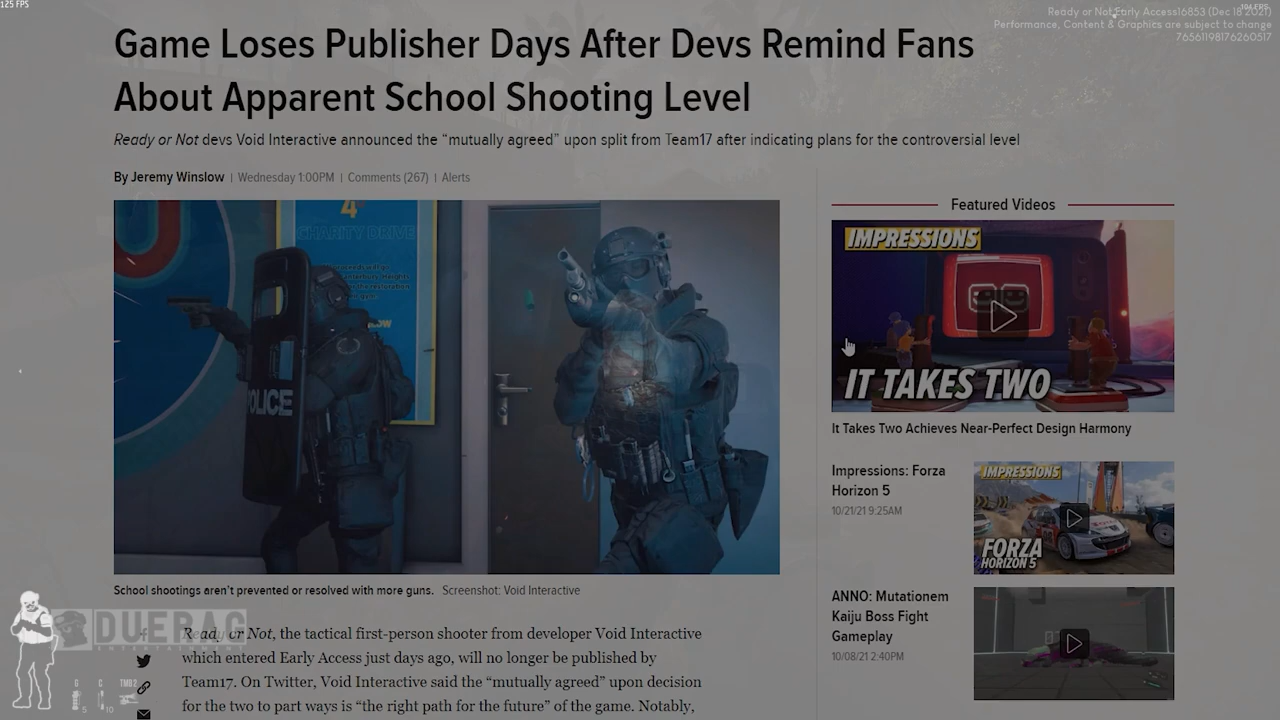 125 FPS
Ready or Not Early Access16853 (Dec 18 2021)
Performance, Content & Graphics are subject to change
76561198176260517
Game Loses Publisher Days After Devs Remind Fans
About Apparent School Shooting Level
Ready or Not devs Void Interactive announced the “mutually agreed” upon split from Team17 after indicating plans for the controversial level
By Jeremy Winslow | Wednesday 1:00PM | Comments (267) | Alerts
4
CHARITY DRIVE
POLICE
School shootings aren’t prevented or resolved with more guns. Screenshot: Void Interactive
Ready or Not, the tactical first-person shooter from developer Void Interactive
which entered Early Access just days ago, will no longer be published by
Team17. On Twitter, Void Interactive said the “mutually agreed” upon decision
for the two to part ways is “the right path for the future” of the game. Notably,
Featured Videos
IMPRESSIONS
IT TAKES TWO
It Takes Two Achieves Near-Perfect Design Harmony
Impressions: Forza
Horizon 5
10/21/21 9:25AM
IMPRESSIONS
FORZA
HORIZON 5
ANNO: Mutationem
Kaiju Boss Fight
Gameplay
10/08/21 2:40PM
DUERAG
ENTERTAINMENT
G C TMB2
5 10